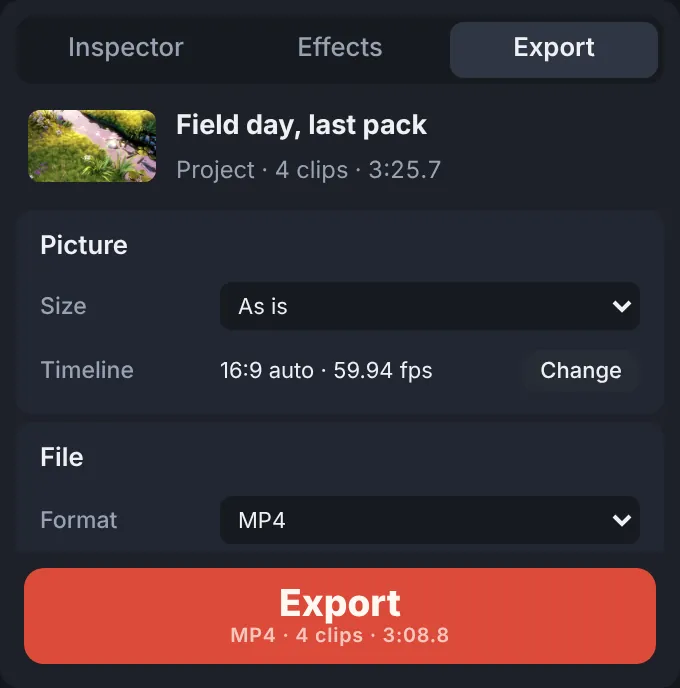 Inspector Effects Export
Field day, last pack
Project · 4 clips · 3:25.7
Picture
Size As is
Timeline 16:9 auto · 59.94 fps Change
File
Format MP4
Export
MP4 · 4 clips · 3:08.8